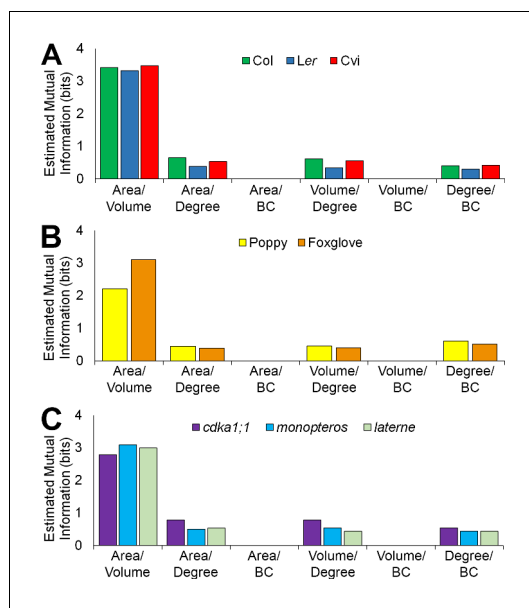 A
Col Ler Cvi
Estimated Mutual
Information (bits)
4
3
2
1
0
Area/ Area/ Area/ Volume/ Volume/ Degree/
Volume Degree BC Degree BC BC
B
Poppy Foxglove
Estimated Mutual
Information (bits)
4
3
2
1
0
Area/ Area/ Area/ Volume/ Volume/ Degree/
Volume Degree BC Degree BC BC
C
cdka1;1 monopteros laterne
Estimated Mutual
Information (bits)
4
3
2
1
0
Area/ Area/ Area/ Volume/ Volume/ Degree/
Volume Degree BC Degree BC BC